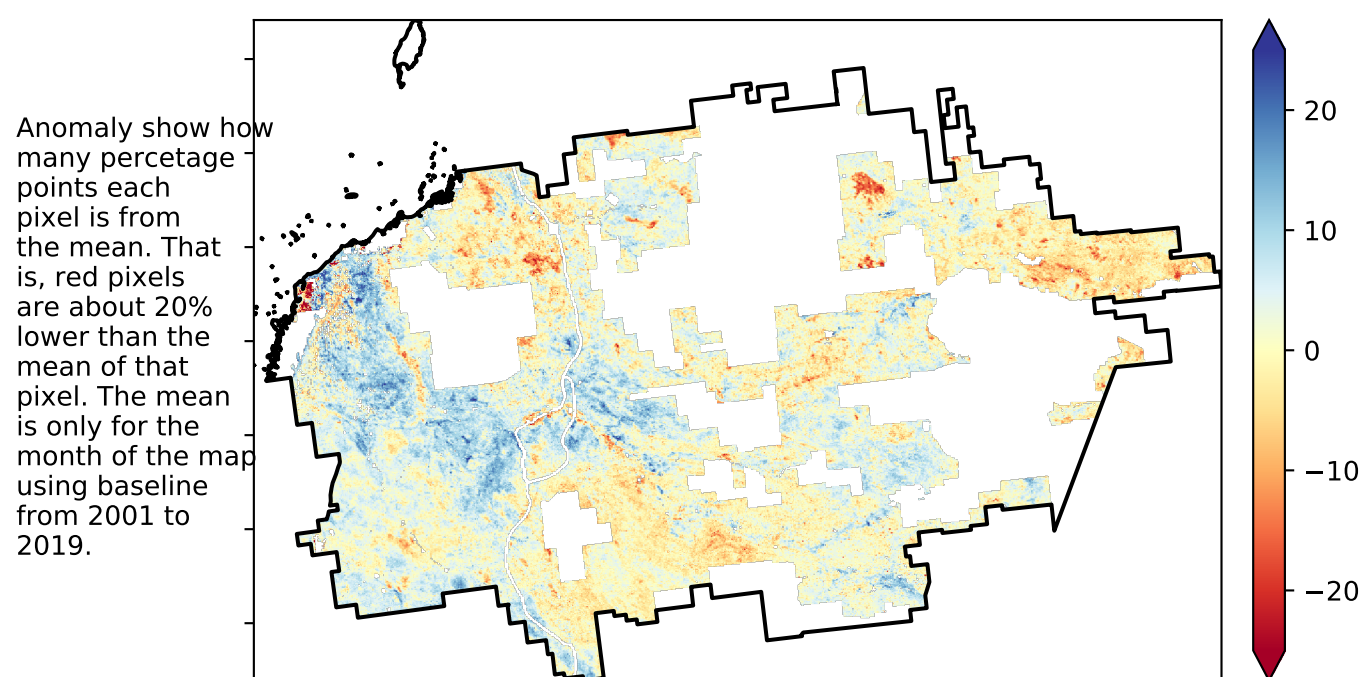 Anomaly show how
many percetage
points each
pixel is from
the mean. That
is, red pixels
are about 20%
lower than the
mean of that
pixel. The mean
is only for the
month of the map
using baseline
from 2001 to
2019.
20
10
0
−10
−20